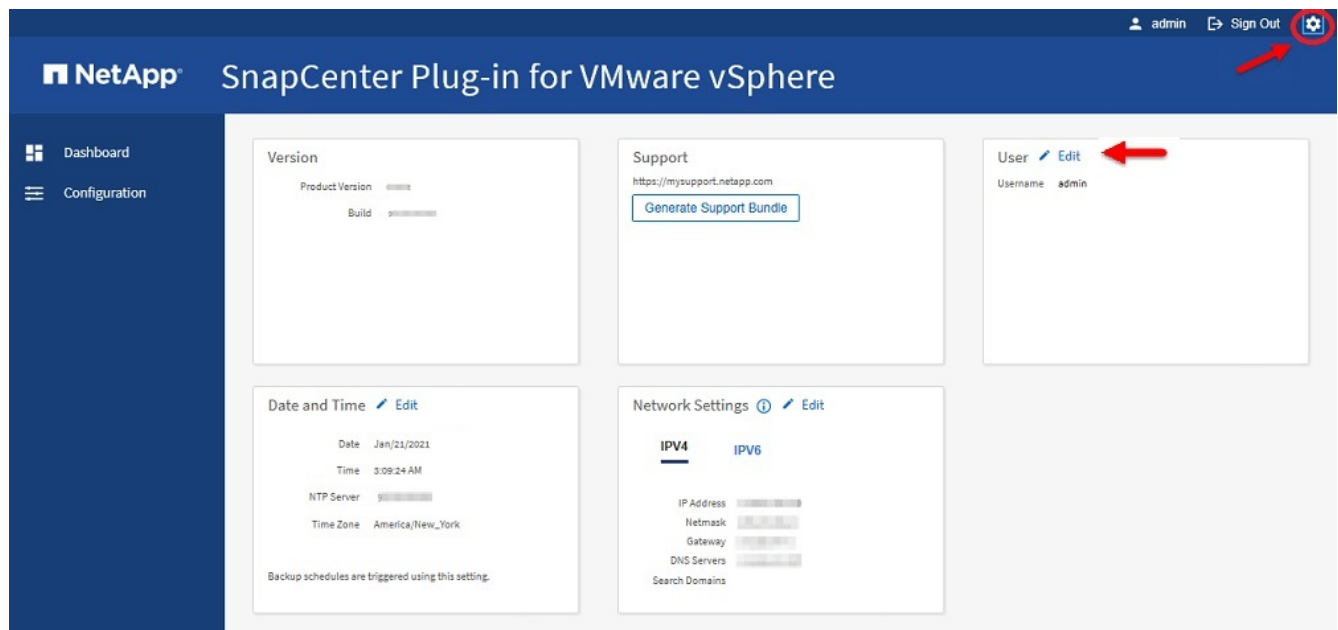 admin Sign Out
NetApp SnapCenter Plug-in for VMware vSphere
Dashboard
Configuration
Version
Product Version
Build
Support
https://mysupport.netapp.com
Generate Support Bundle
User Edit
Username admin
Date and Time Edit
Date Jan/21/2021
Time 3:09:24 AM
NTP Server
Time Zone America/New_York
Backup schedules are triggered using this setting.
Network Settings Edit
IPV4 IPV6
IP Address
Netmask
Gateway
DNS Servers
Search Domains